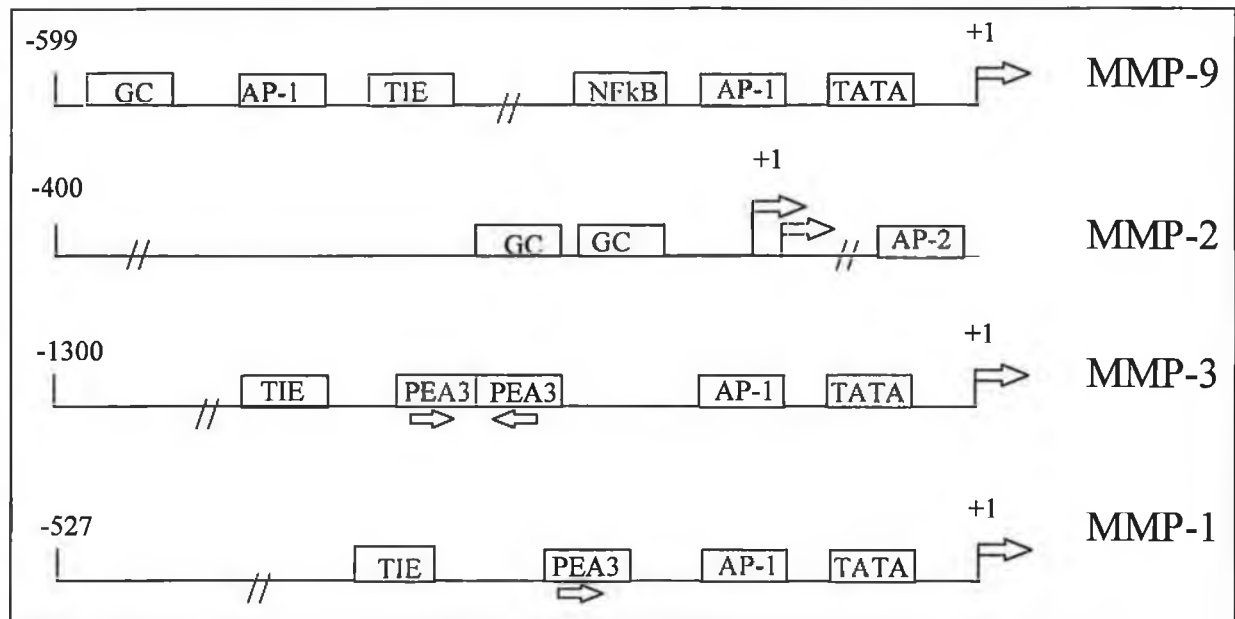 -599 +1
GC AP-1 TIE NFkB AP-1 TATA MMP-9
-400 +1
GC GC AP-2 MMP-2
-1300 +1
TIE PEA3 PEA3 AP-1 TATA MMP-3
-527 +1
TIE PEA3 AP-1 TATA MMP-1